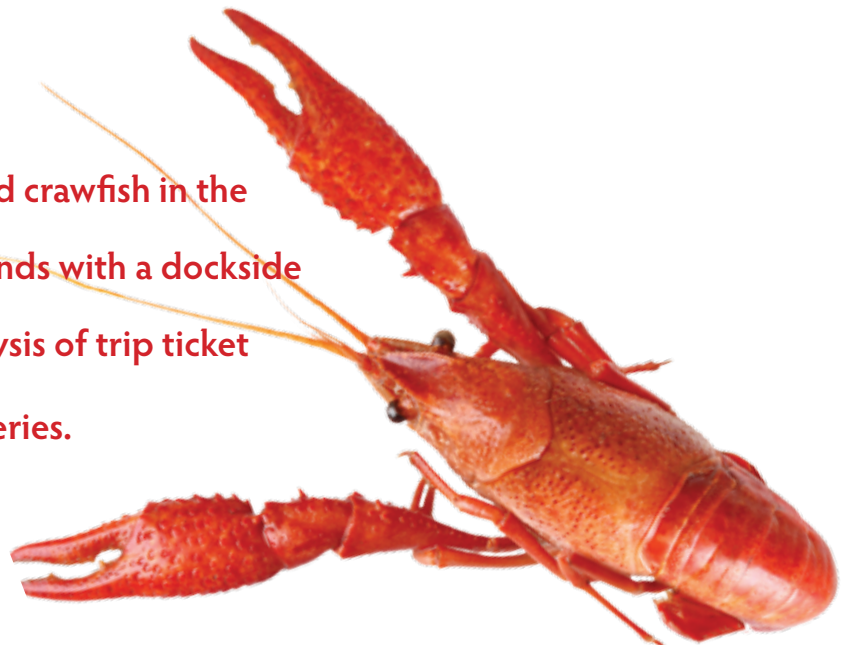 d crawfish in the
nds with a dockside
ysis of trip ticket
eries.